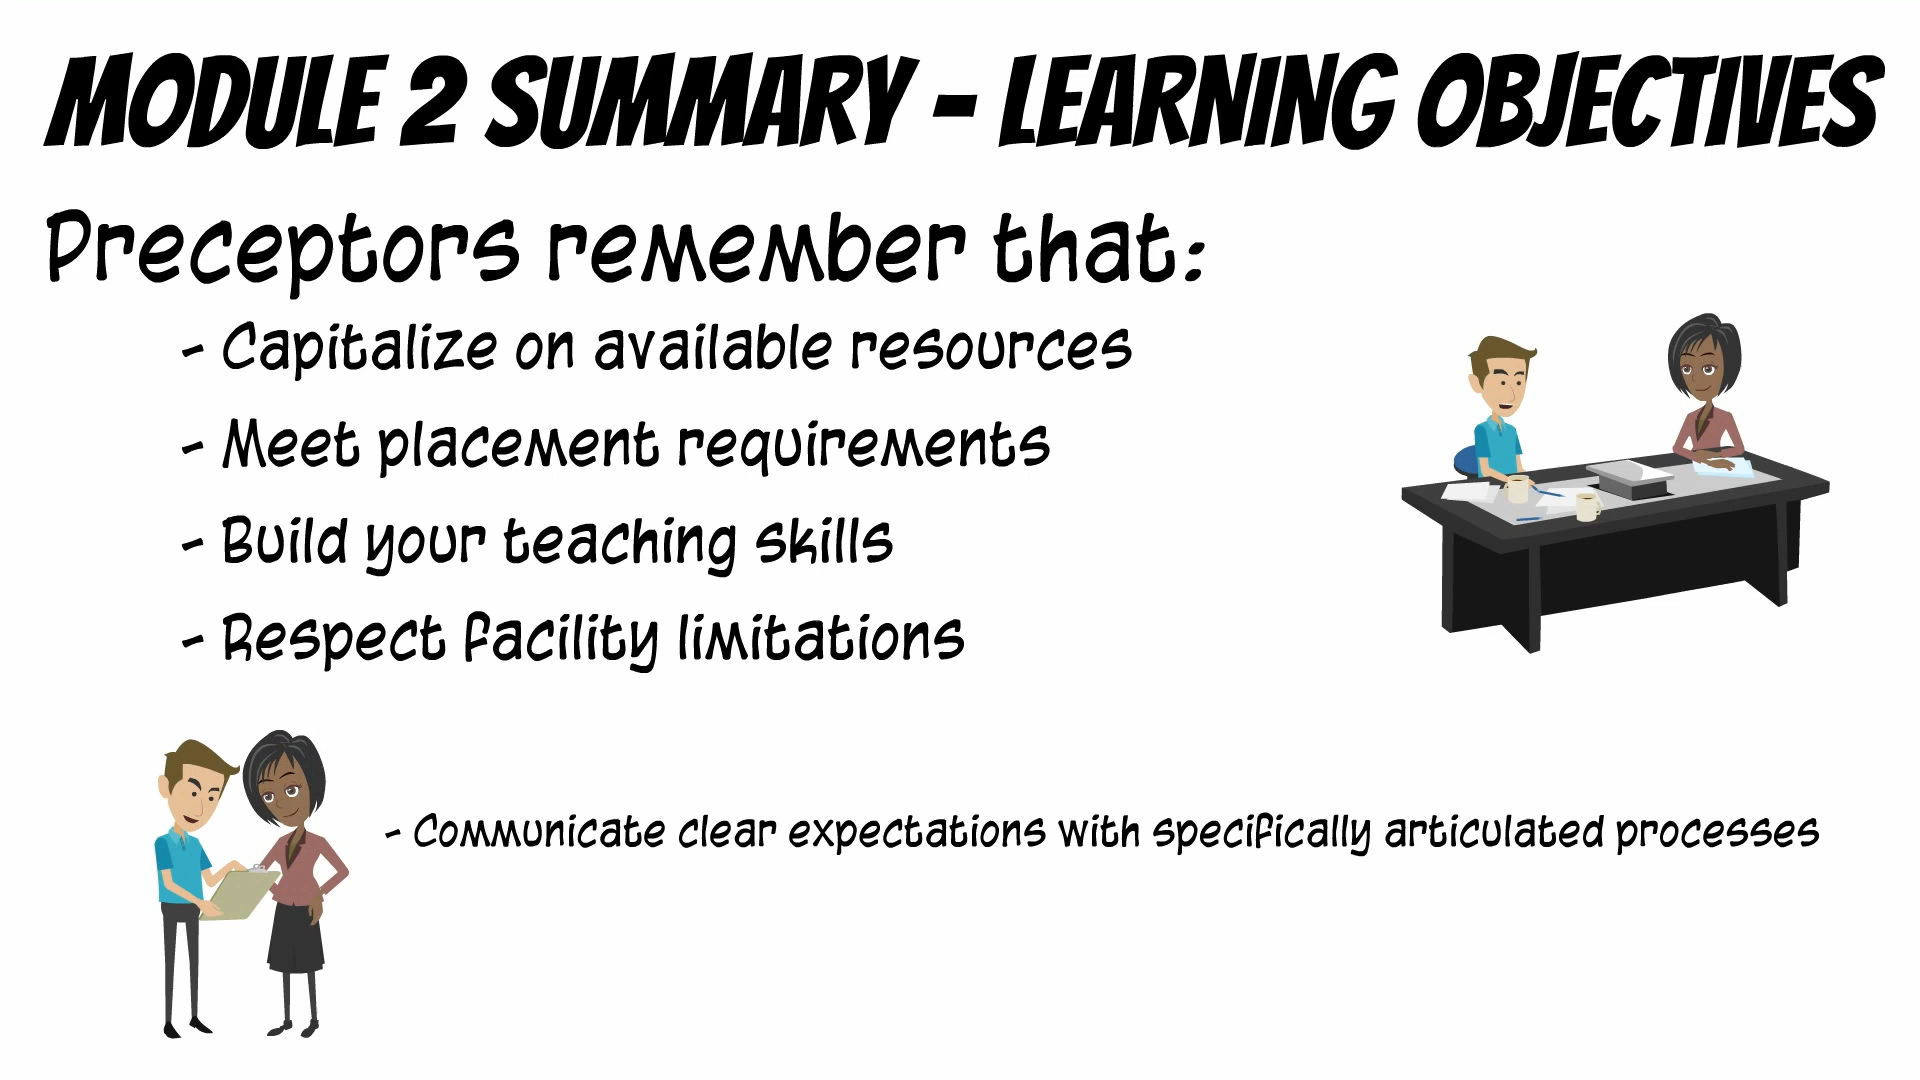 MODULE 2 SUMMARY - LEARNING OBJECTIVES
Preceptors remember that:
- Capitalize on available resources
- Meet placement requirements
- Build your teaching skills
- Respect facility limitations
- Communicate clear expectations with specifically articulated processes